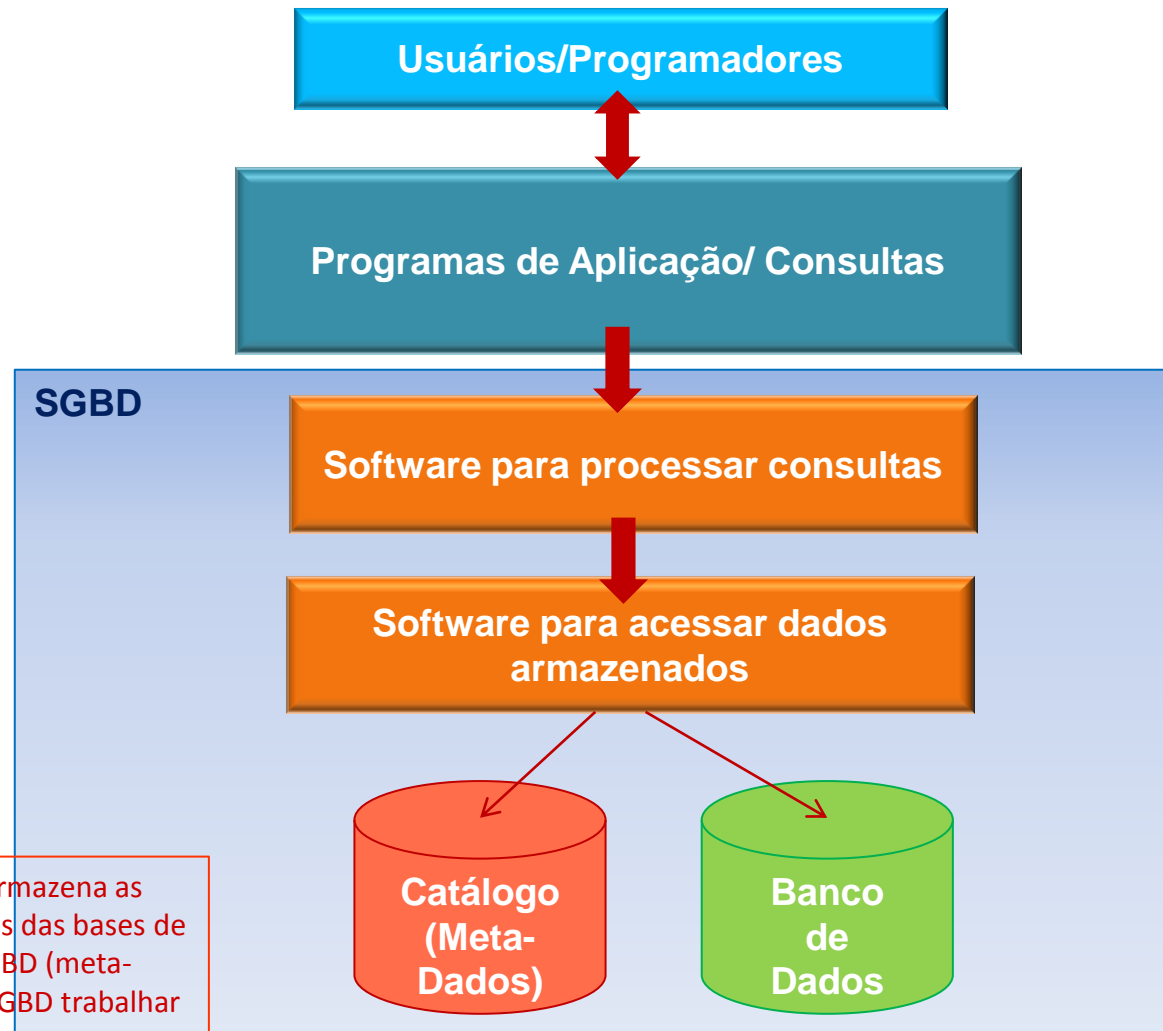 Usuários/Programadores
Programas de Aplicação/ Consultas
SGBD
Software para processar consultas
Software para acessar dados
armazenados
Catálogo
(Meta-
Dados)
Banco
de
Dados
rmazena as
s das bases de
BD (meta-
GBD trabalhar